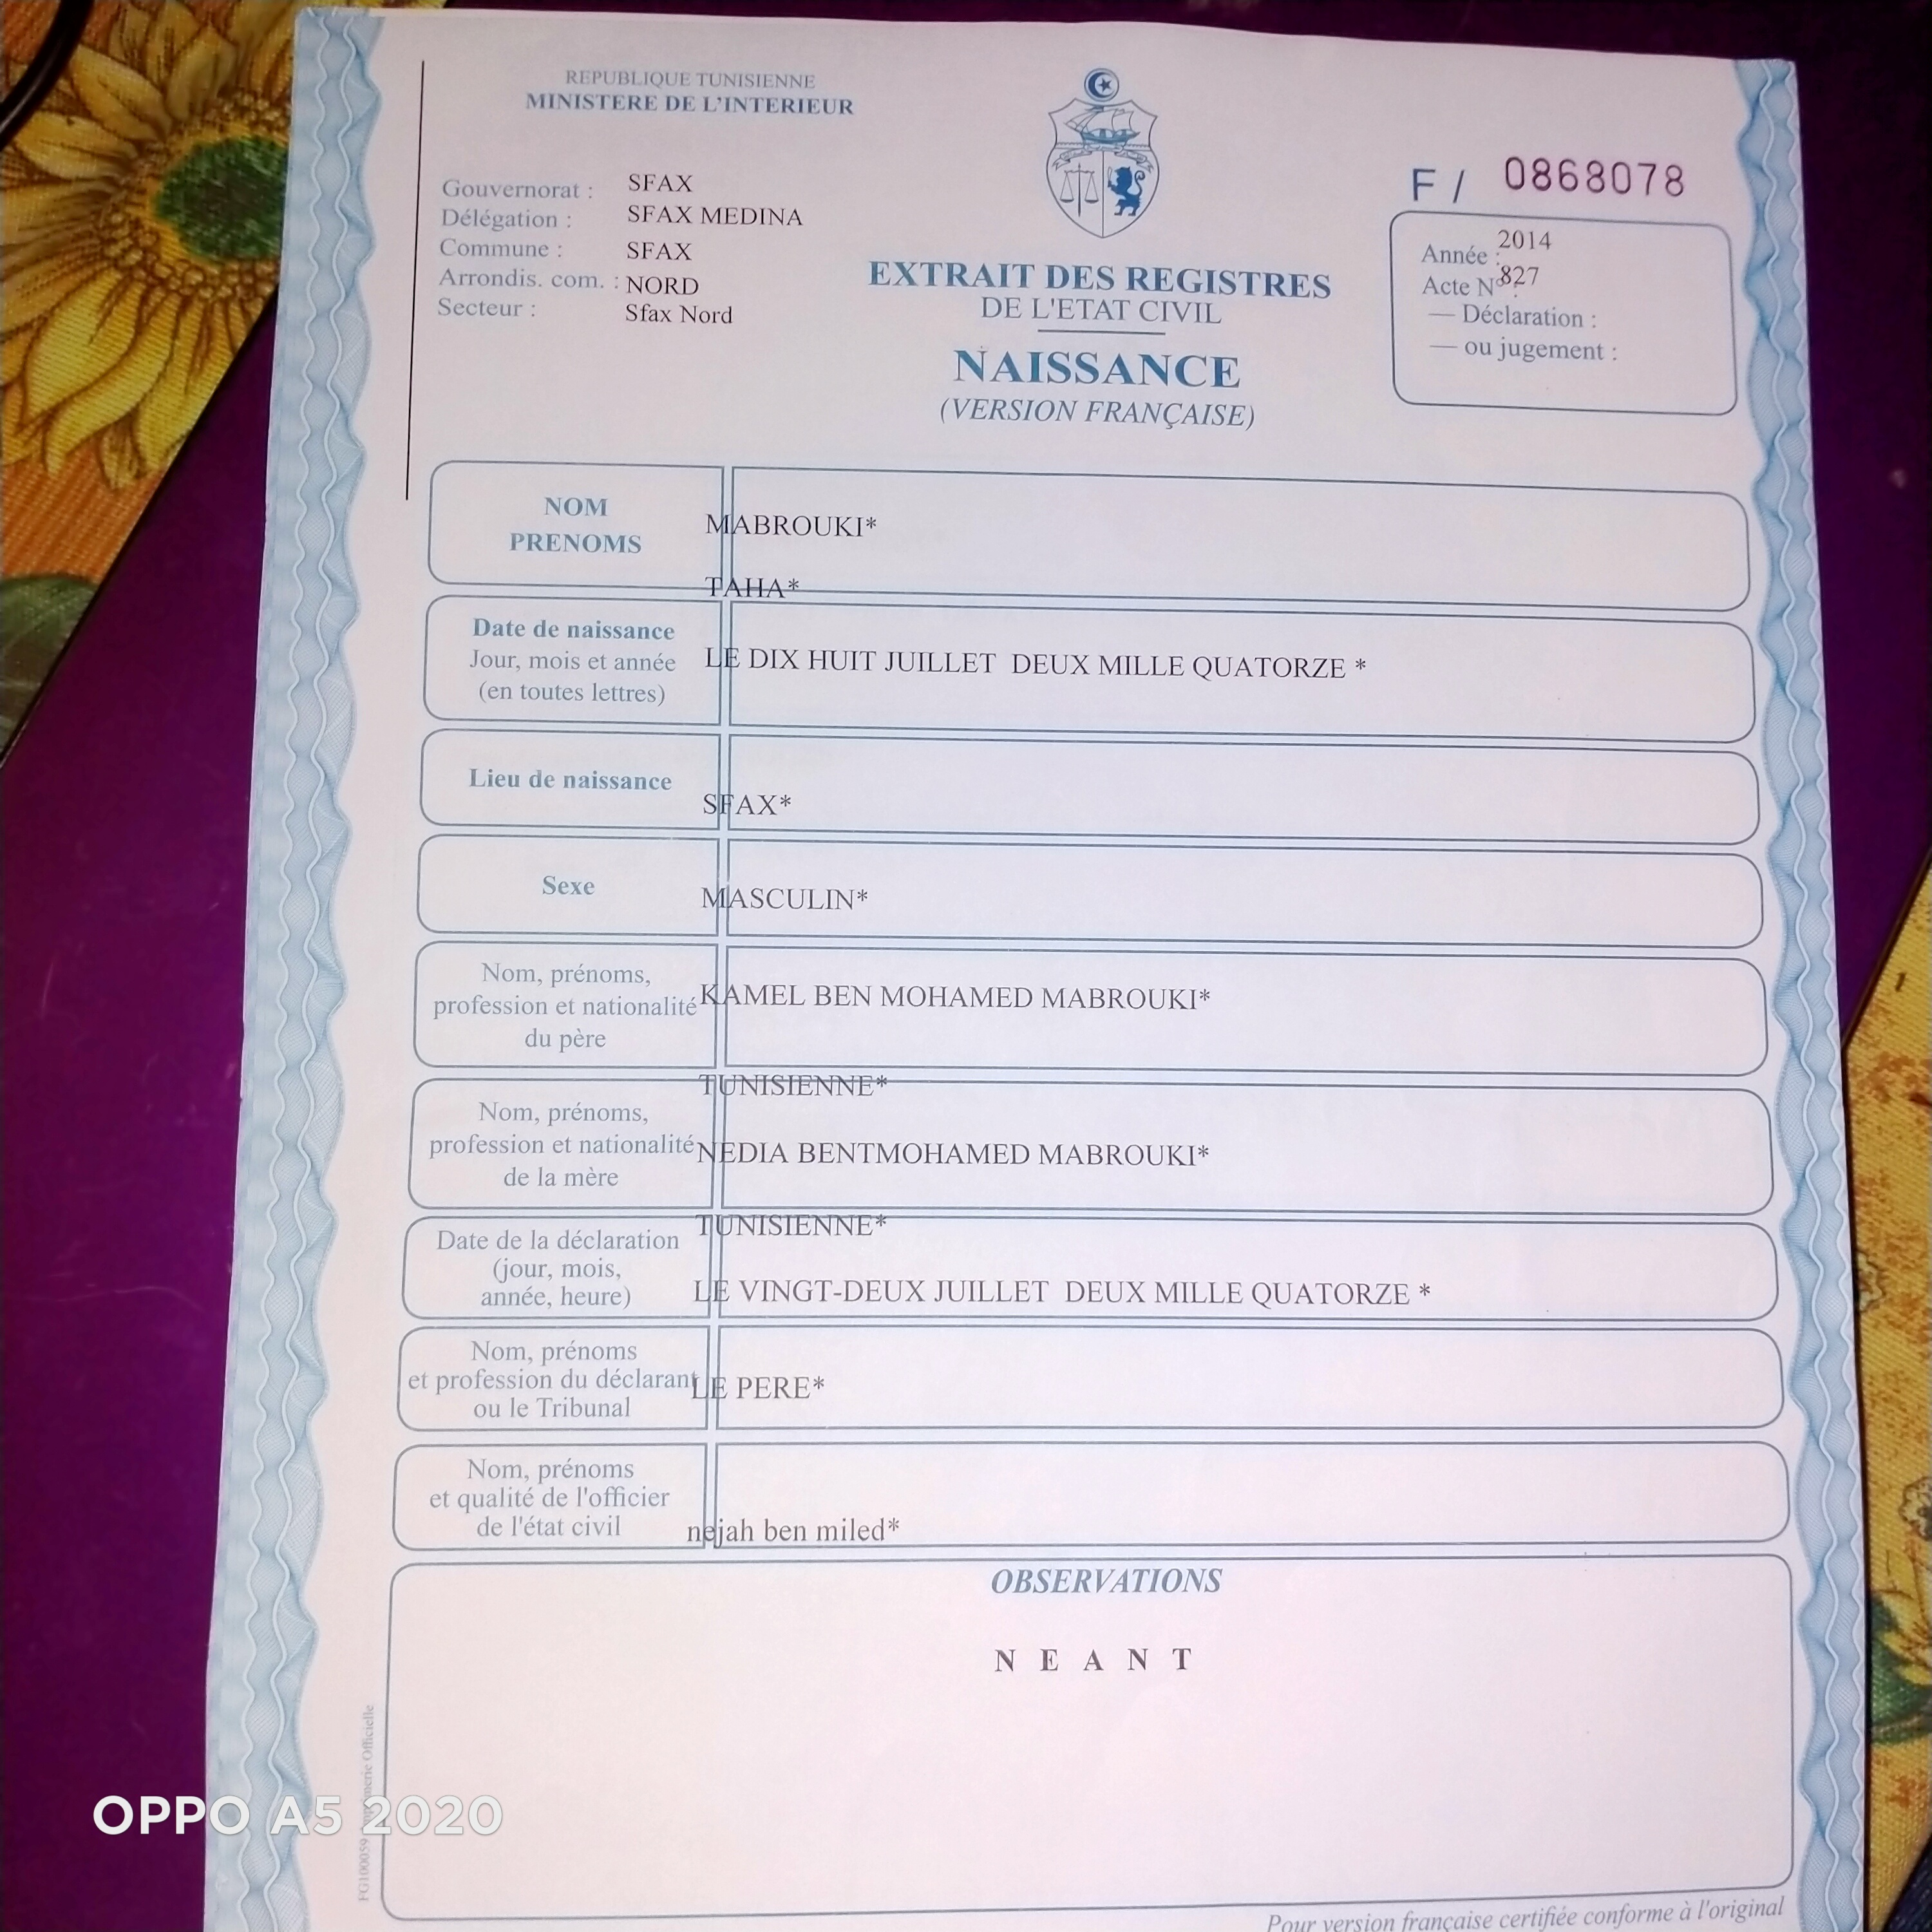 REPUBLIQUE TUNISIENNE
MINISTERE DE L'INTERIEUR
Gouvernorat : SFAX
Délégation : SFAX MEDINA
Commune : SFAX
Arrondis. com. : NORD
Secteur : Sfax Nord
EXTRAIT DES REGISTRES
DE L'ETAT CIVIL
NAISSANCE
(VERSION FRANÇAISE)
F / 0868078
Année : 2014
Acte N° : 827
— Déclaration :
— ou jugement :
NOM
PRENOMS
MABROUKI*
TAHA*
Date de naissance
Jour, mois et année
(en toutes lettres)
LE DIX HUIT JUILLET DEUX MILLE QUATORZE *
Lieu de naissance
SFAX*
Sexe
MASCULIN*
Nom, prénoms,
profession et nationalité
du père
KAMEL BEN MOHAMED MABROUKI*
TUNISIENNE*
Nom, prénoms,
profession et nationalité
de la mère
NEDIA BENTMOHAMED MABROUKI*
TUNISIENNE*
Date de la déclaration
(jour, mois,
année, heure)
LE VINGT-DEUX JUILLET DEUX MILLE QUATORZE *
Nom, prénoms
et profession du déclarant
ou le Tribunal
LE PERE*
Nom, prénoms
et qualité de l'officier
de l'état civil
nejah ben miled*
OBSERVATIONS
N E A N T
FG100059 Officielle
OPPO A5 2020
Pour version française certifiée conforme à l'original